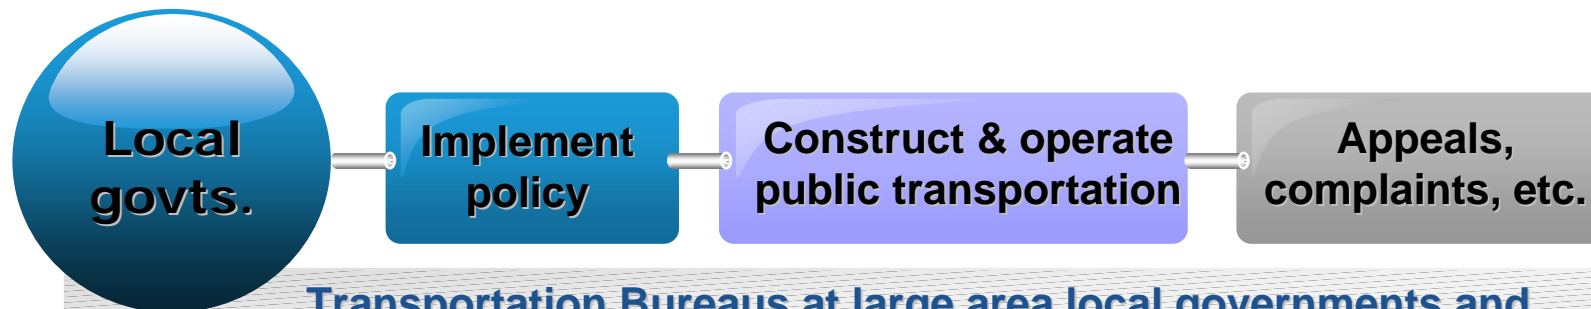 Local
govts.
Implement
policy
Construct & operate
public transportation
Appeals,
complaints, etc.
Transportation Bureaus at large area local governments and